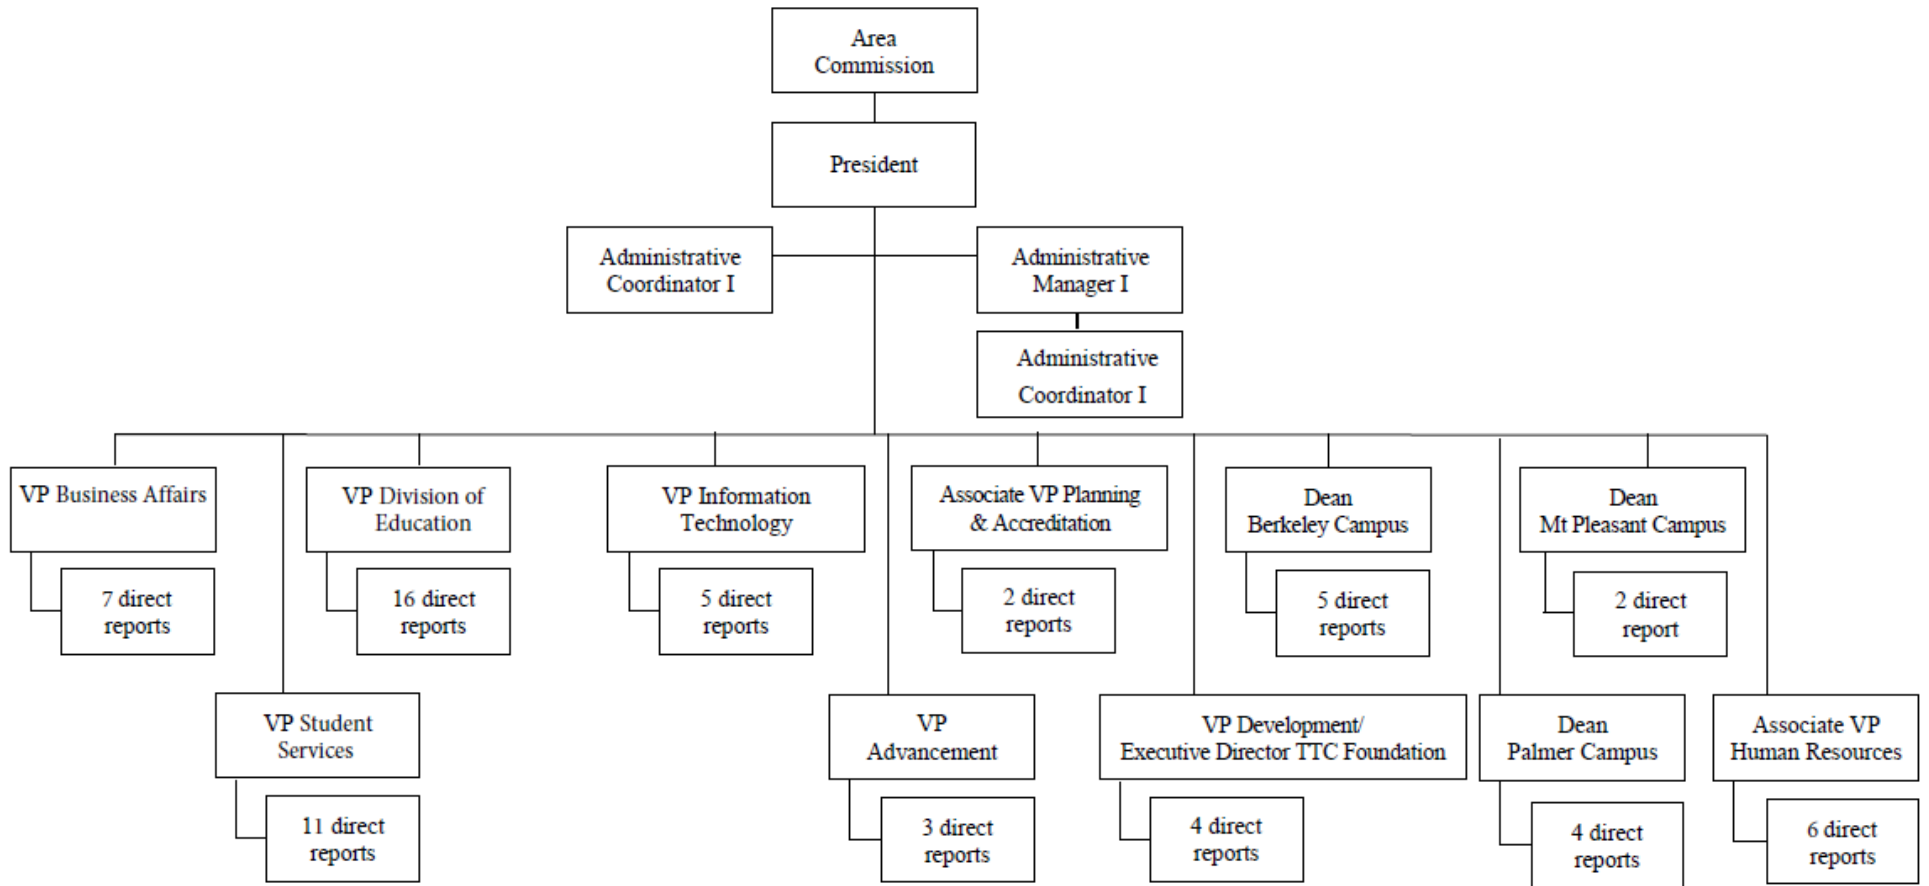 Area
Commission
President
Administrative
Coordinator I
Administrative
Manager I
Administrative
Coordinator I
VP Business Affairs
7 direct
reports
VP Student
Services
11 direct
reports
VP Division of
Education
16 direct
reports
VP Information
Technology
5 direct
reports
VP
Advancement
3 direct
reports
Associate VP Planning
& Accreditation
2 direct
reports
VP Development/
Executive Director TTC Foundation
4 direct
reports
Dean
Berkeley Campus
5 direct
reports
Dean
Palmer Campus
4 direct
reports
Dean
Mt Pleasant Campus
2 direct
report
Associate VP
Human Resources
6 direct
reports